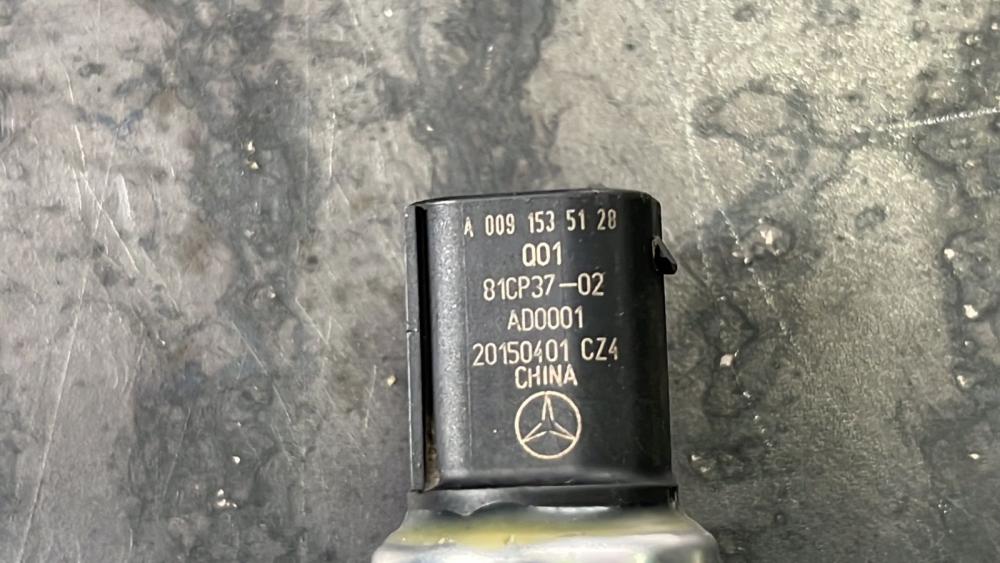 A 009 153 51 28
Q01
81CP37-02
AD0001
20150401 CZ4
CHINA